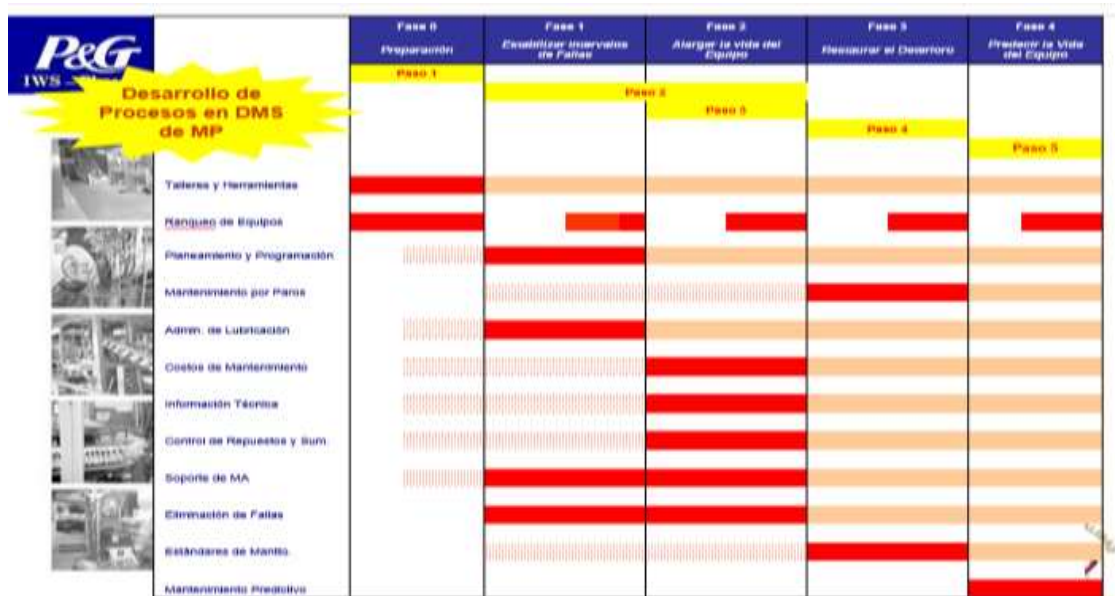 P&G
IWS
Desarrollo de
Procesos en DMS
de MP
Fase 0
Preparación
Fase 1
Estabilizar Intervalos
de Fallas
Fase 2
Alargar la vida del
Equipo
Fase 3
Restaurar el Deterioro
Fase 4
Predecir la Vida
del Equipo
Paso 1
Paso 2
Paso 3
Paso 4
Paso 5
Talleres y Herramientas
Ranqueo de Equipos
Planeamiento y Programación
Mantenimiento por Paros
Admin. de Lubricación
Costos de Mantenimiento
Información Técnica
Control de Repuestos y Sum.
Soporte de MA
Eliminación de Fallas
Estándares de Mantto.
Mantenimiento Predictivo